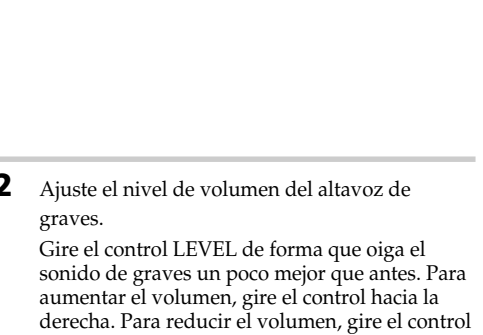 2 Ajuste el nivel de volumen del altavoz de
graves.
Gire el control LEVEL de forma que oiga el
sonido de graves un poco mejor que antes. Para
aumentar el volumen, gire el control hacia la
derecha. Para reducir el volumen, gire el control